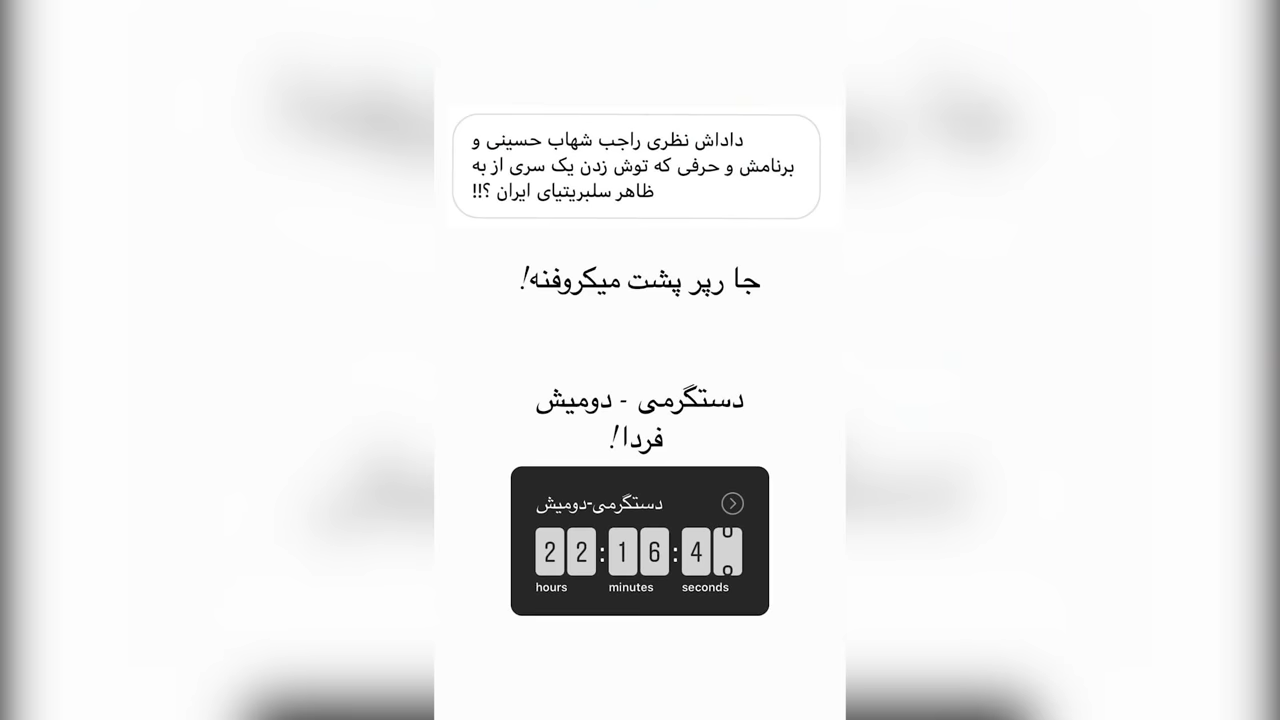 داداش نظری راجب شهاب حسینی و
برنامش و حرفی که توش زدن یک سری از به
ظاهر سلبریتیای ایران ؟!!
جا رپر پشت میکروفنه!
دستگرمی - دومیش
فردا!
دستگرمی-دومیش
22:16:4
hours minutes seconds